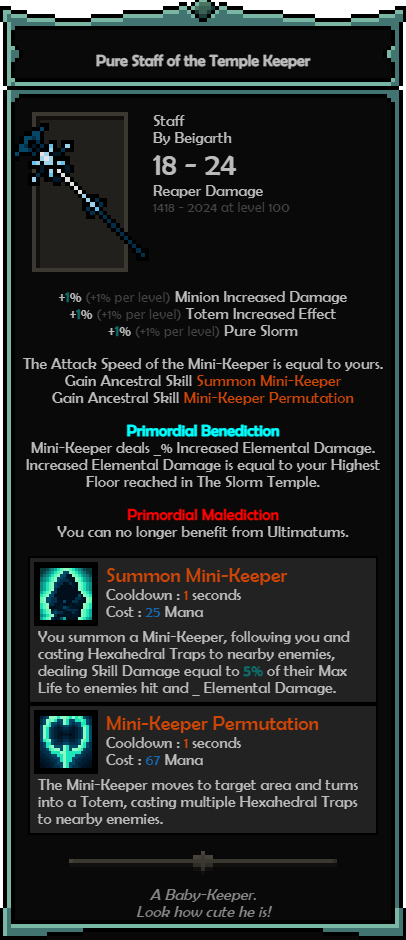 Pure Staff of the Temple Keeper
Staff
By Beigarth
18 - 24
Reaper Damage
1418 - 2024 at level 100
+1% (+1% per level) Minion Increased Damage
+1% (+1% per level) Totem Increased Effect
+1% (+1% per level) Pure Slorm
The Attack Speed of the Mini-Keeper is equal to yours.
Gain Ancestral Skill Summon Mini-Keeper
Gain Ancestral Skill Mini-Keeper Permutation
Primordial Benediction
Mini-Keeper deals _% Increased Elemental Damage.
Increased Elemental Damage is equal to your Highest
Floor reached in The Slorm Temple.
Primordial Malediction
You can no longer benefit from Ultimatums.
Summon Mini-Keeper
Cooldown : 1 seconds
Cost : 25 Mana
You summon a Mini-Keeper, following you and
casting Hexahedral Traps to nearby enemies,
dealing Skill Damage equal to 5% of their Max
Life to enemies hit and _ Elemental Damage.
Mini-Keeper Permutation
Cooldown : 1 seconds
Cost : 67 Mana
The Mini-Keeper moves to target area and turns
into a Totem, casting multiple Hexahedral Traps
to nearby enemies.
A Baby-Keeper.
Look how cute he is!